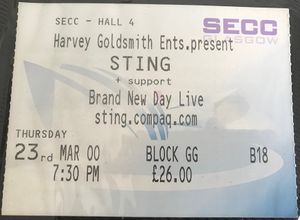 SECC - HALL 4
SECC
GLASGOW
Harvey Goldsmith Ents.present
STING
+ support
Brand New Day Live
sting.compaq.com
THURSDAY
23rd MAR 00 BLOCK GG B18
7:30 PM £26.00